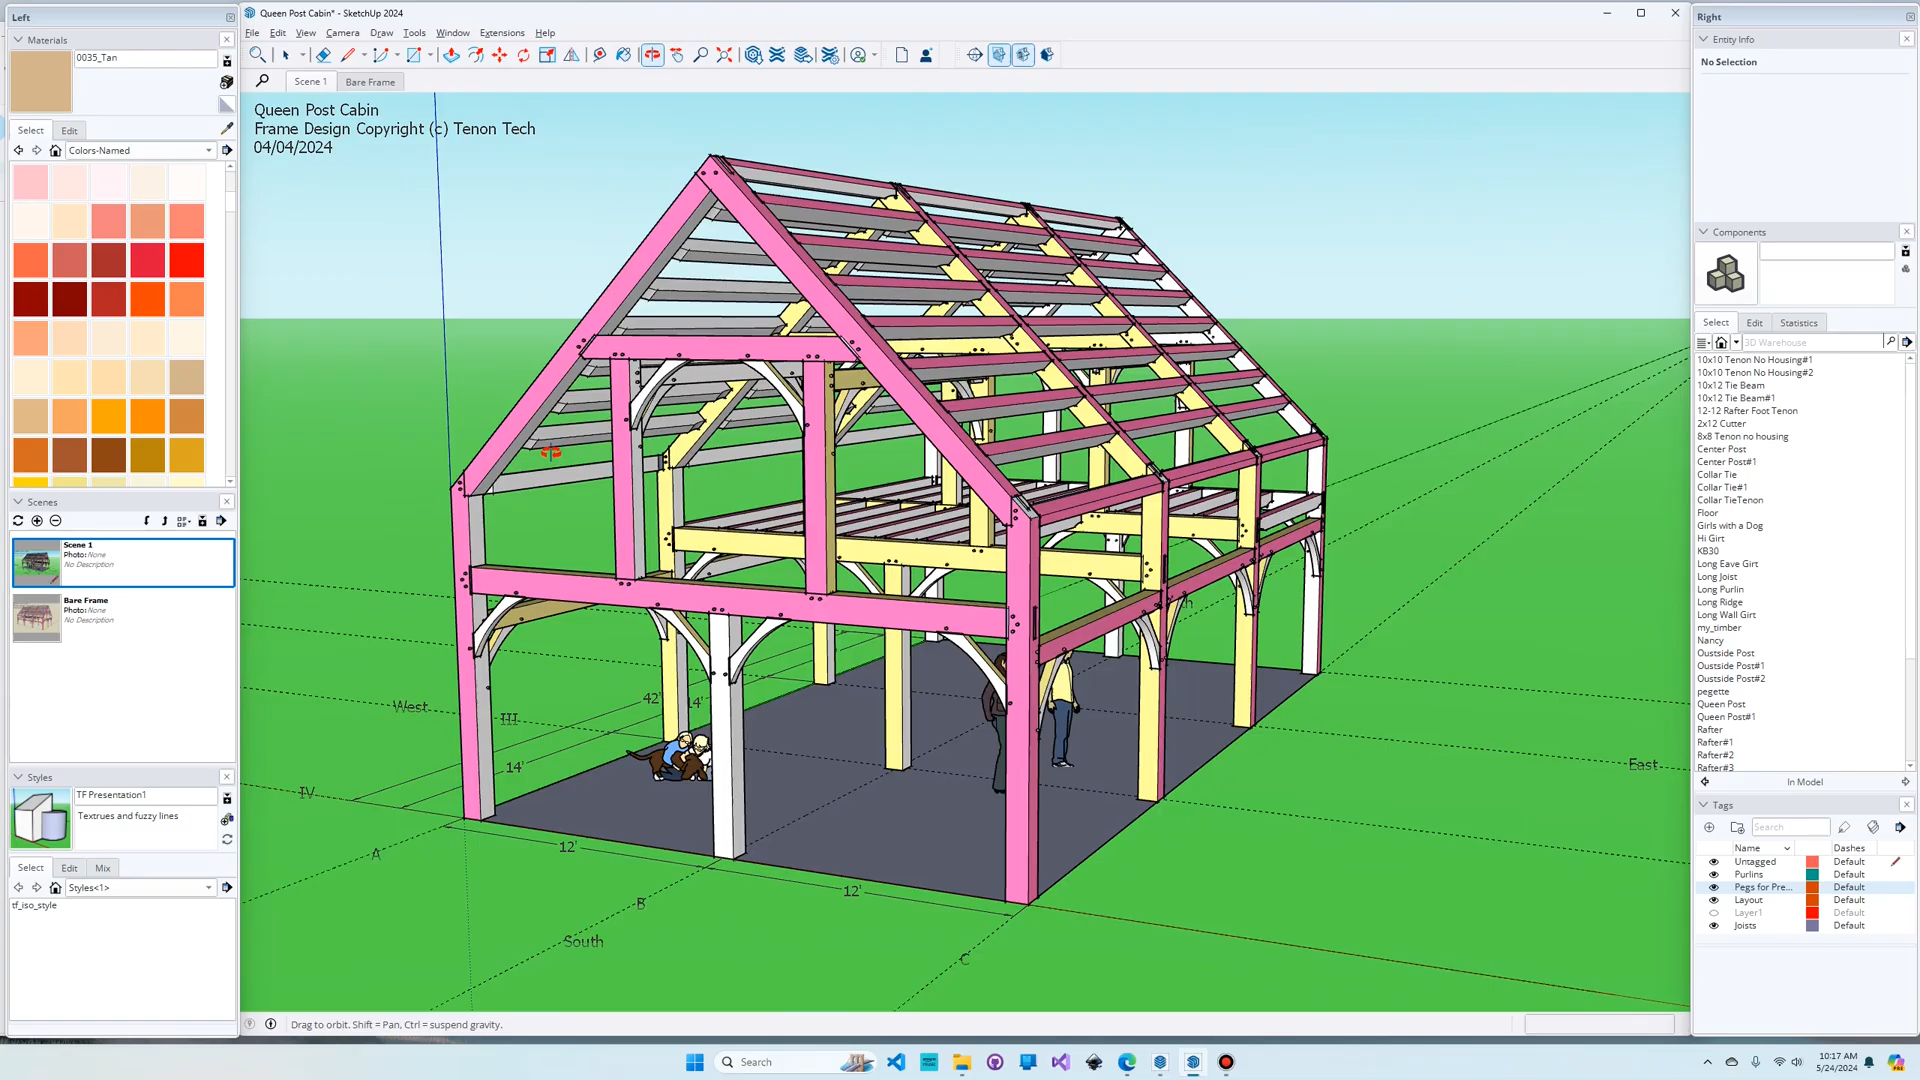 Left
Queen Post Cabin* - SketchUp 2024
Right
Materials
0035_Tan
Select
Edit
Colors-Named
File
Edit
View
Camera
Draw
Tools
Window
Extensions
Help
Scene 1
Bare Frame
Queen Post Cabin
Frame Design Copyright (c) Tenon Tech
04/04/2024
Scenes
Scene 1
Photo: None
No Description
Bare Frame
Photo: None
No Description
Styles
TF Presentation1
Textrues and fuzzy lines
Select
Edit
Mix
Styles<1>
tf_iso_style
West
III
42'
14'
14'
IV
A
12'
B
12'
South
C
East
Drag to orbit. Shift = Pan, Ctrl = suspend gravity.
Entity Info
No Selection
Components
Select
Edit
Statistics
3D Warehouse
10x10 Tenon No Housing#1
10x10 Tenon No Housing#2
10x12 Tie Beam
10x12 Tie Beam#1
12-12 Rafter Foot Tenon
2x12 Cutter
8x8 Tenon no housing
Center Post
Center Post#1
Collar Tie
Collar Tie#1
Collar TieTenon
Floor
Girls with a Dog
Hi Girt
KB30
Long Eave Girt
Long Joist
Long Purlin
Long Ridge
Long Wall Girt
my_timber
Nancy
Oustside Post
Oustside Post#1
Oustside Post#2
pegette
Queen Post
Queen Post#1
Rafter
Rafter#1
Rafter#2
Rafter#3
In Model
Tags
Search
Name
Dashes
Untagged
Default
Purlins
Default
Pegs for Pre...
Default
Layout
Default
Layer1
Default
Joists
Default
Search
10:17 AM
5/24/2024